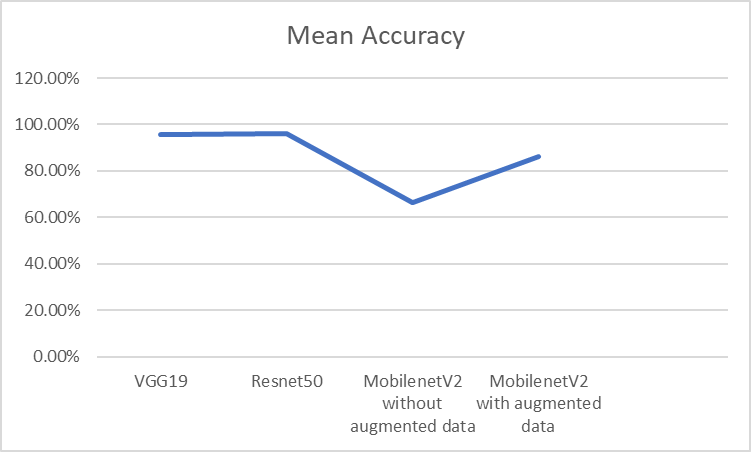 Mean Accuracy
120.00%
100.00%
80.00%
60.00%
40.00%
20.00%
0.00%
VGG19
Resnet50
MobilenetV2
without
augmented data
MobilenetV2
with augmented
data